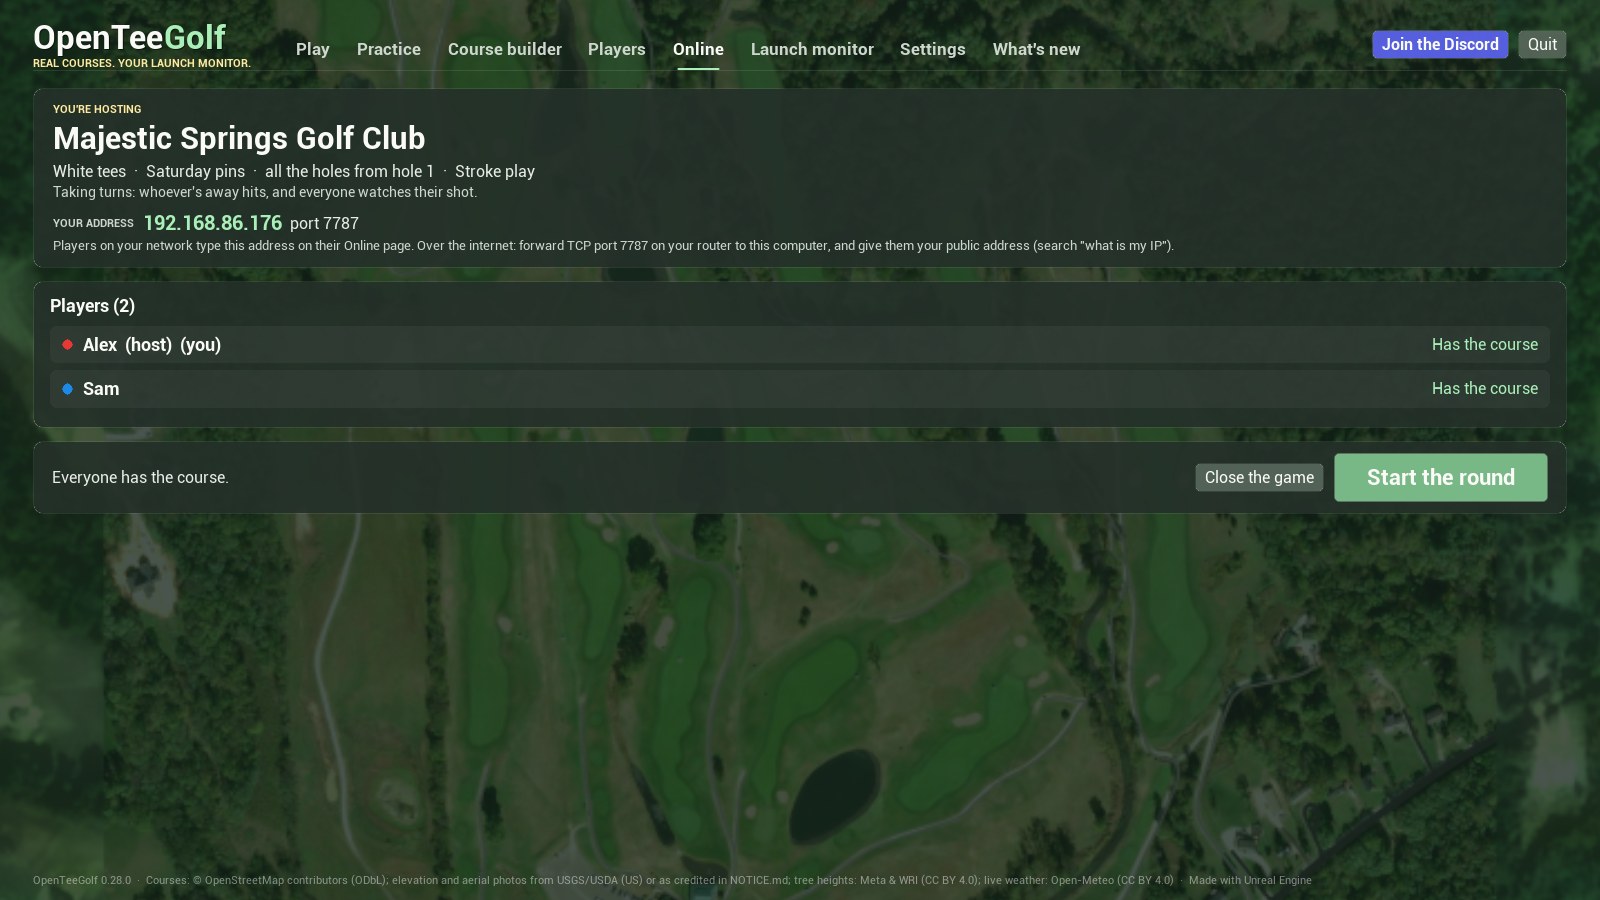 OpenTeeGolf
REAL COURSES. YOUR LAUNCH MONITOR.
Play Practice Course builder Players Online Launch monitor Settings What's new
Join the Discord Quit
YOU'RE HOSTING
Majestic Springs Golf Club
White tees · Saturday pins · all the holes from hole 1 · Stroke play
Taking turns: whoever's away hits, and everyone watches their shot.
YOUR ADDRESS 192.168.86.176 port 7787
Players on your network type this address on their Online page. Over the internet: forward TCP port 7787 on your router to this computer, and give them your public address (search "what is my IP").
Players (2)
Alex (host) (you) Has the course
Sam Has the course
Everyone has the course. Close the game Start the round
OpenTeeGolf 0.28.0 · Courses: © OpenStreetMap contributors (ODbL); elevation and aerial photos from USGS/USDA (US) or as credited in NOTICE.md; tree heights: Meta & WRI (CC BY 4.0); live weather: Open-Meteo (CC BY 4.0) · Made with Unreal Engine